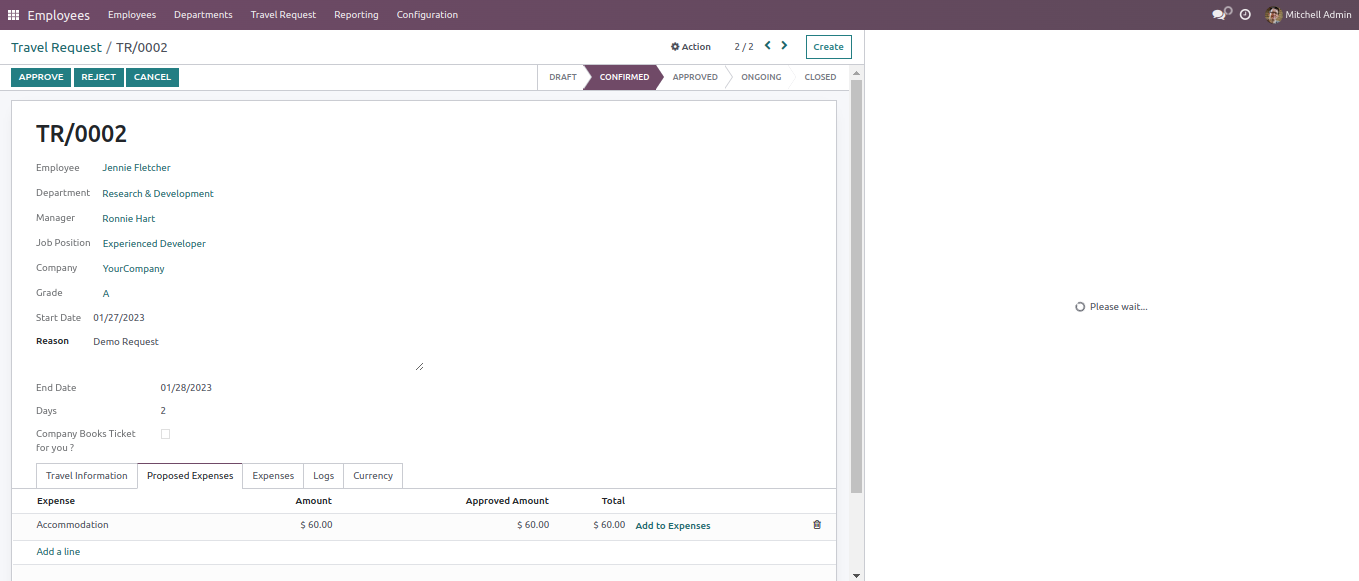 Employees Employees Departments Travel Request Reporting Configuration Mitchell Admin
Travel Request / TR/0002 Action 2 / 2 Create
APPROVE REJECT CANCEL DRAFT CONFIRMED APPROVED ONGOING CLOSED
TR/0002
Employee Jennie Fletcher
Department Research & Development
Manager Ronnie Hart
Job Position Experienced Developer
Company YourCompany
Grade A
Start Date 01/27/2023
Reason Demo Request
Please wait...
End Date 01/28/2023
Days 2
Company Books Ticket
for you ?
Travel Information Proposed Expenses Expenses Logs Currency
Expense Amount Approved Amount Total
Accommodation $ 60.00 $ 60.00 $ 60.00 Add to Expenses
Add a line